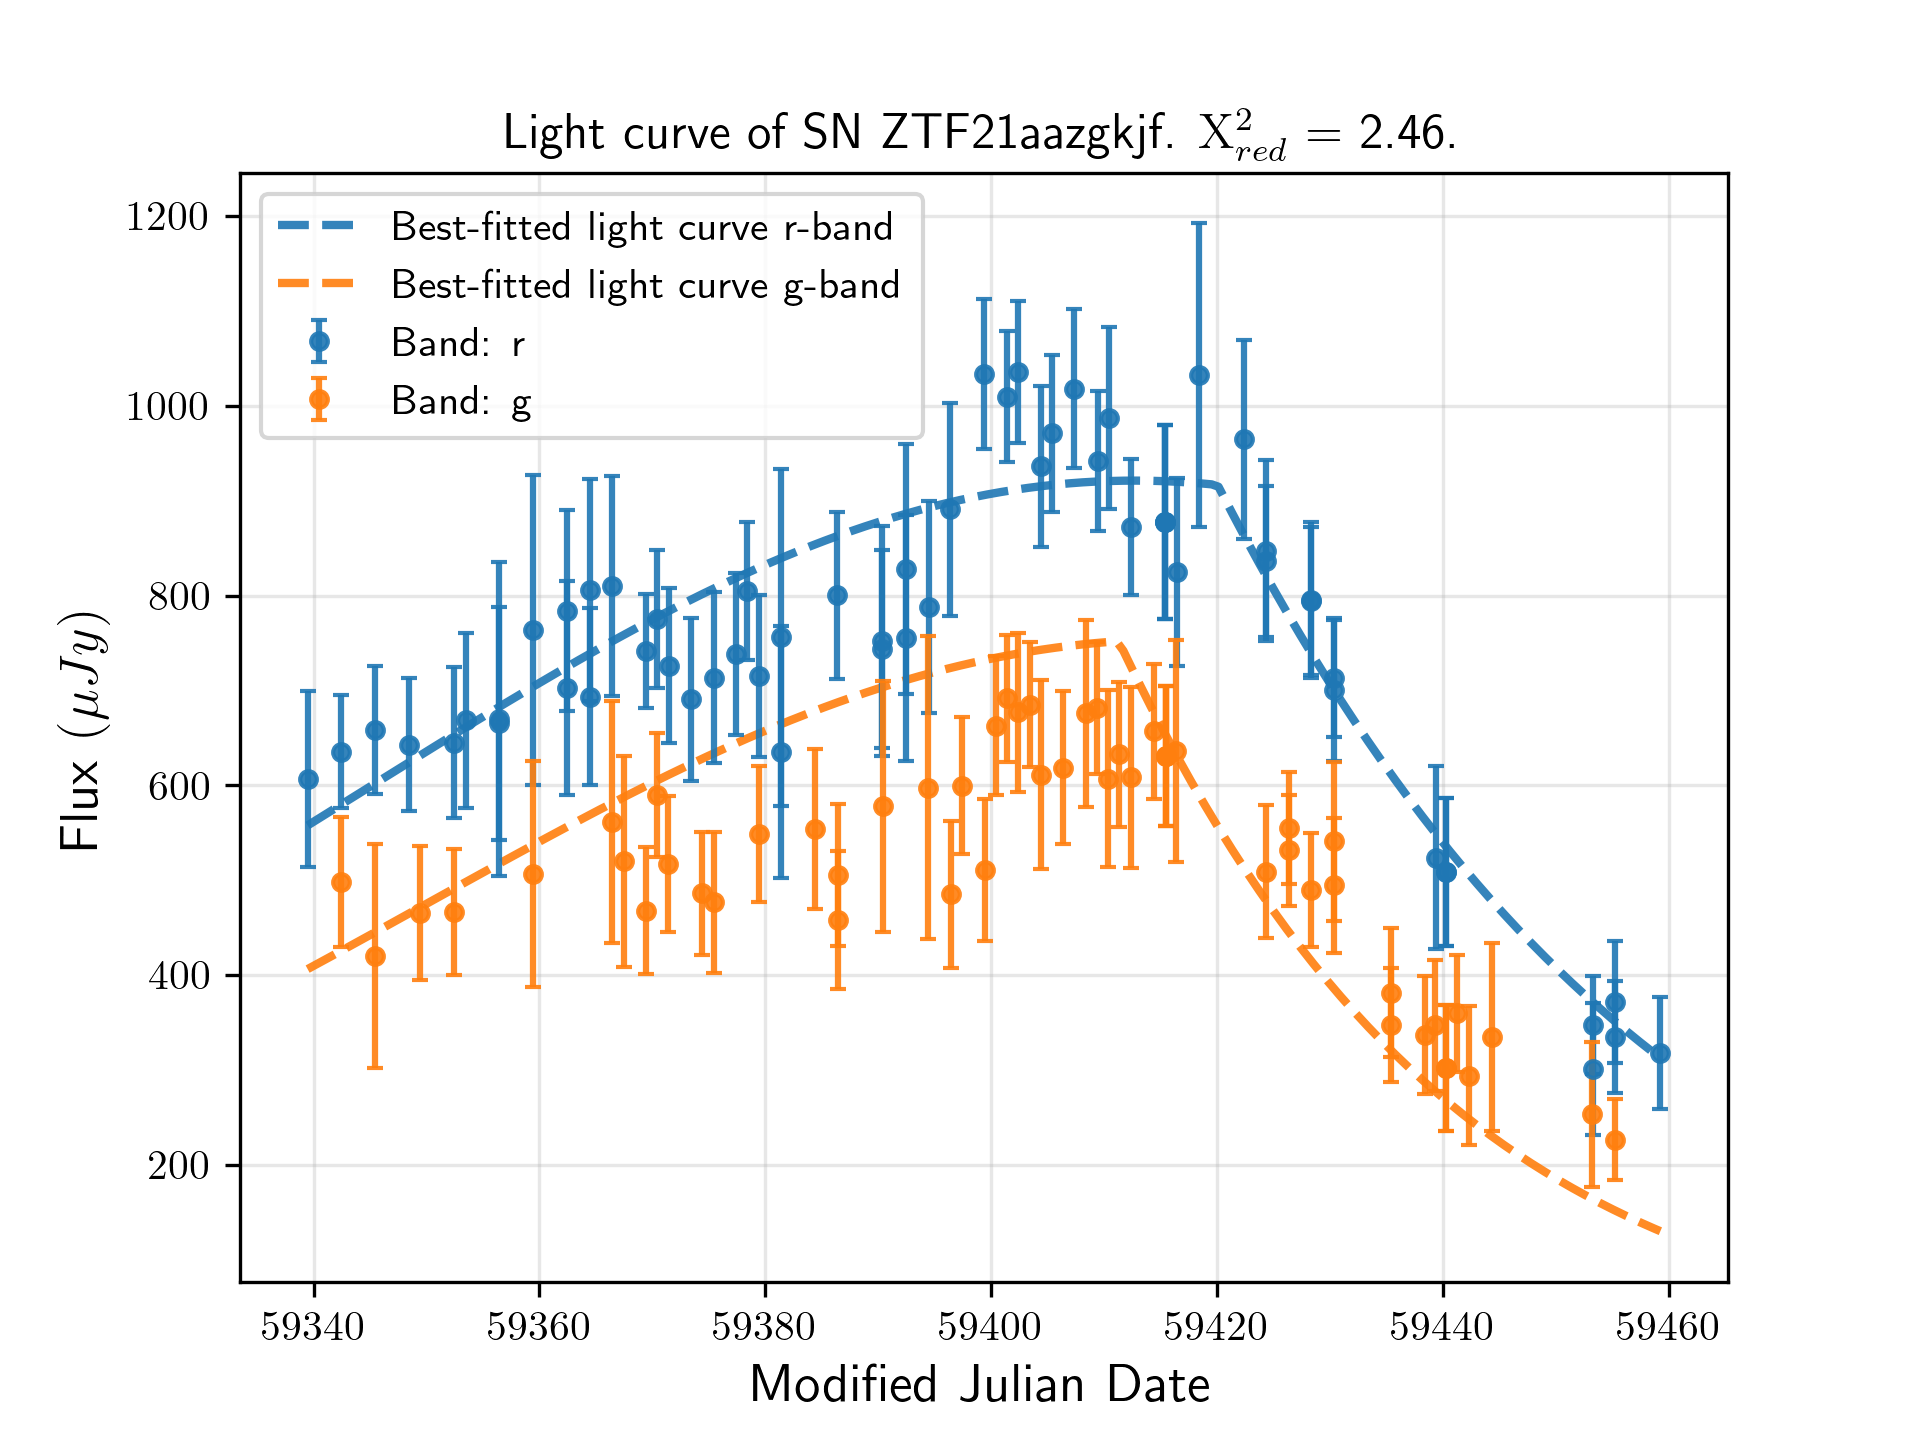 Light curve of SN ZTF21aazgkjf. X²_red = 2.46.
Best-fitted light curve r-band
Best-fitted light curve g-band
Band: r
Band: g
Flux (μJy)
1200
1000
800
600
400
200
59340 59360 59380 59400 59420 59440 59460
Modified Julian Date